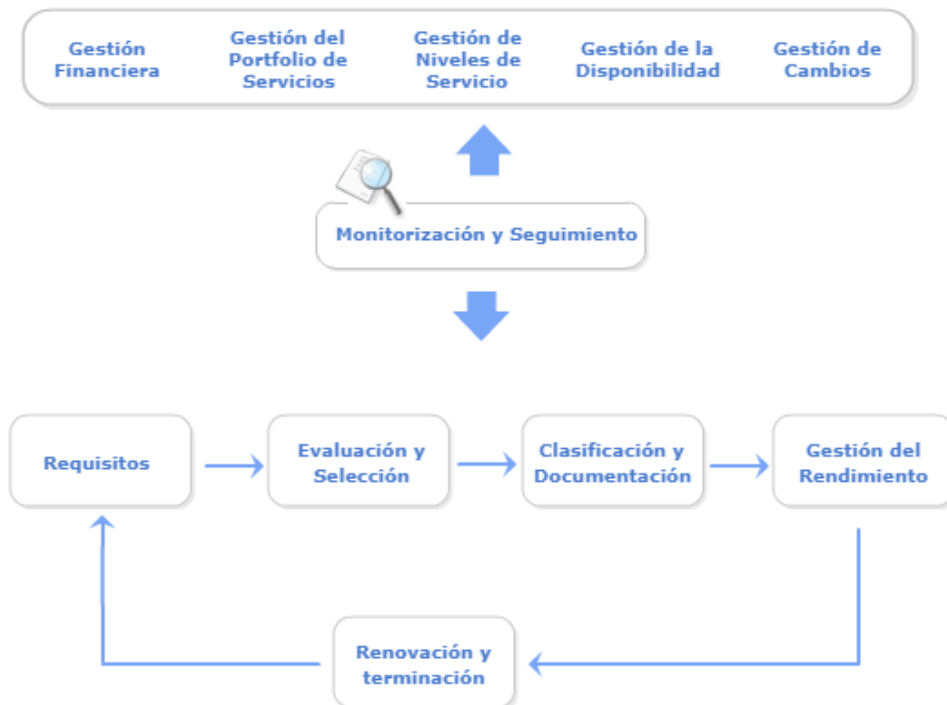 Gestión
Financiera
Gestión del
Portfolio de
Servicios
Gestión de
Niveles de
Servicio
Gestión de la
Disponibilidad
Gestión de
Cambios
Monitorización y Seguimiento
Requisitos
Evaluación y
Selección
Clasificación y
Documentación
Gestión del
Rendimiento
Renovación y
terminación